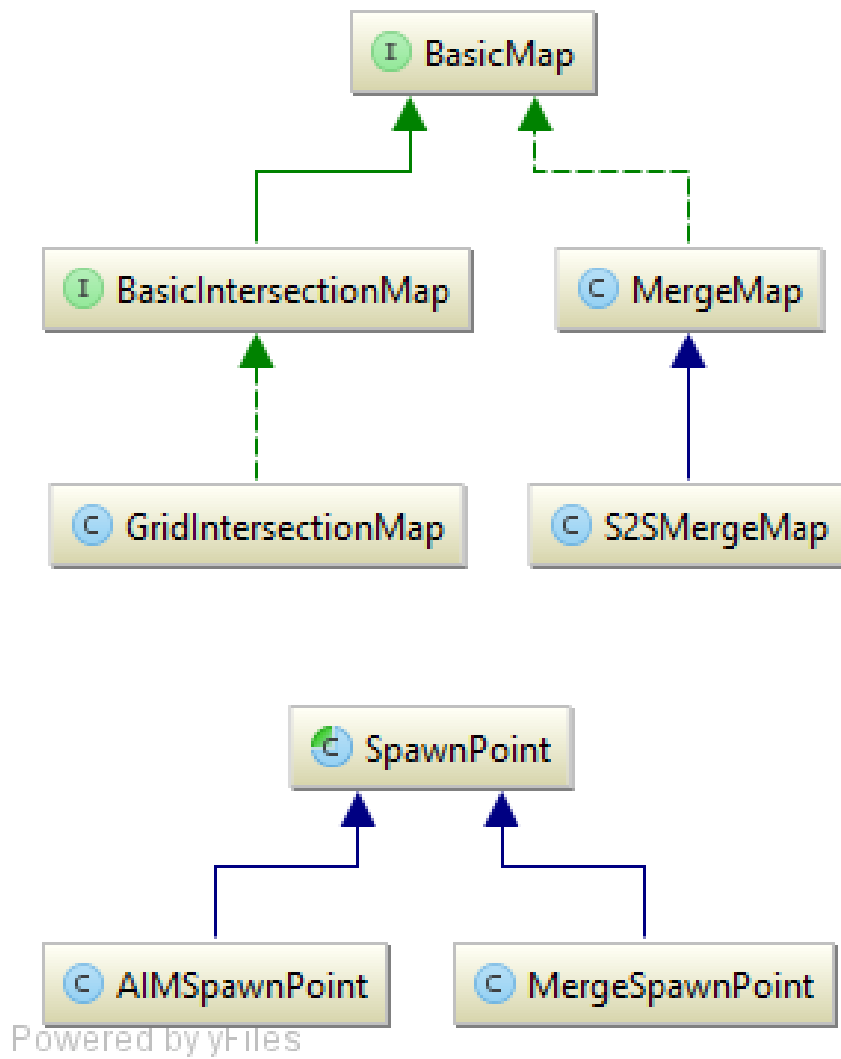 I BasicMap
I BasicIntersectionMap
C MergeMap
C GridIntersectionMap
C S2SMergeMap
C SpawnPoint
C AIMSpawnPoint
C MergeSpawnPoint
Powered by yFiles